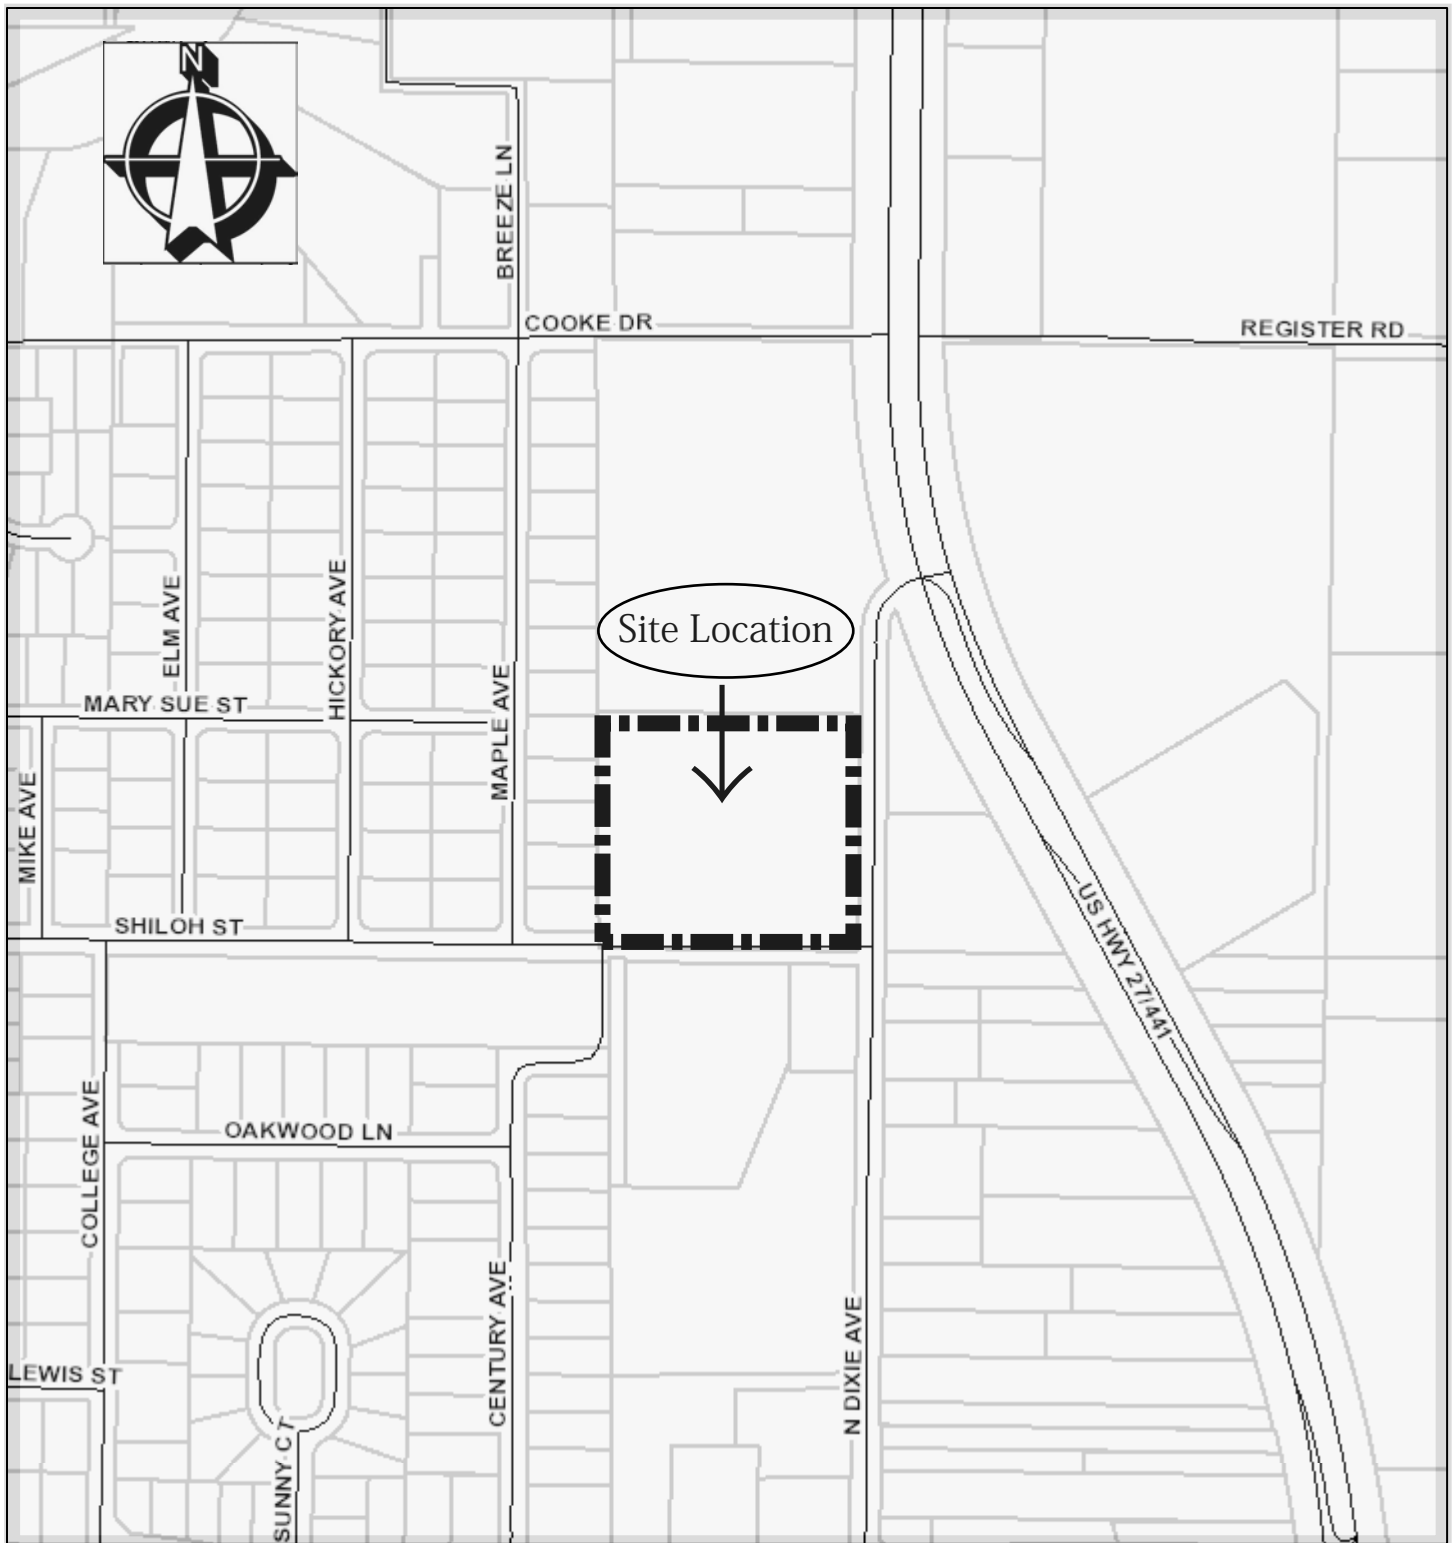 N
BREEZE LN
COOKE DR
REGISTER RD
ELM AVE
HICKORY AVE
Site Location
MARY SUE ST
MAPLE AVE
MIKE AVE
SHILOH ST
US HWY 27/441
COLLEGE AVE
OAKWOOD LN
CENTURY AVE
N DIXIE AVE
LEWIS ST
SUNNY CT